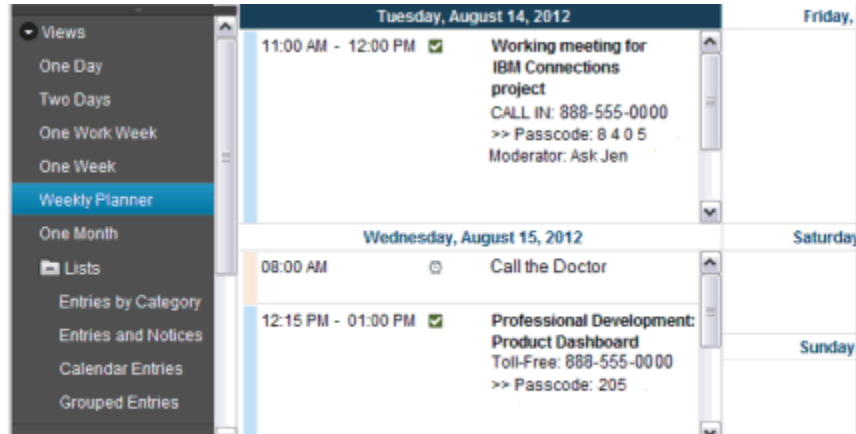 Views
One Day
Two Days
One Work Week
One Week
Weekly Planner
One Month
Lists
Entries by Category
Entries and Notices
Calendar Entries
Grouped Entries
Tuesday, August 14, 2012
11:00 AM - 12:00 PM
Working meeting for
IBM Connections
project
CALL IN: 888-555-0000
>> Passcode: 8 4 0 5
Moderator: Ask Jen
Wednesday, August 15, 2012
08:00 AM
Call the Doctor
12:15 PM - 01:00 PM
Professional Development:
Product Dashboard
Toll-Free: 888-555-0000
>> Passcode: 205
Friday,
Saturday
Sunday